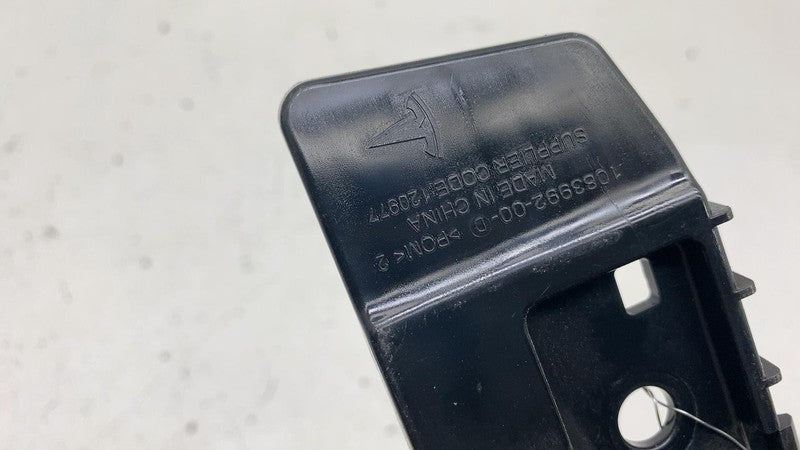 1083992-00-D >POM< 2
MADE IN CHINA
SUPPLIER CODE:120977